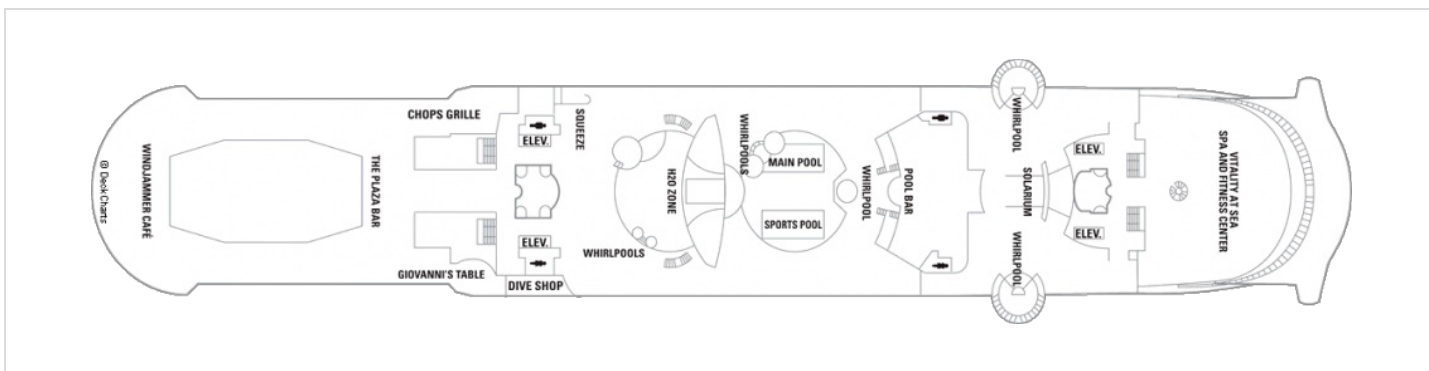 @ DeckCharts
WINDJAMMER CAFÉ
THE PLAZA BAR
CHOPS GRILLE
GIOVANNI'S TABLE
ELEV.
ELEV.
DIVE SHOP
SQUEEZE
WHIRLPOOLS
H2O ZONE
WHIRLPOOLS
MAIN POOL
SPORTS POOL
WHIRLPOOL
POOL BAR
WHIRLPOOL
SOLARIUM
WHIRLPOOL
ELEV.
ELEV.
VITALITY AT SEA
SPA AND FITNESS CENTER